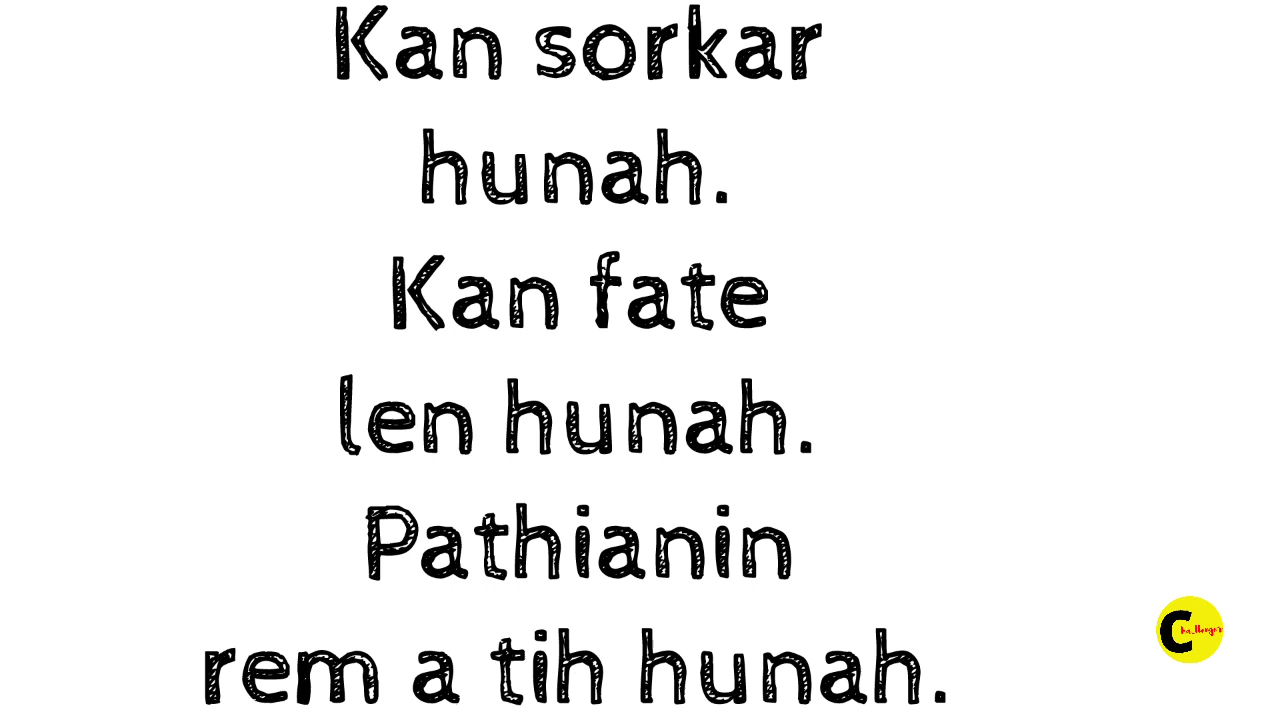 Kan sorkar
hunah.
Kan fate
len hunah.
Pathianin
rem a tih hunah.
C